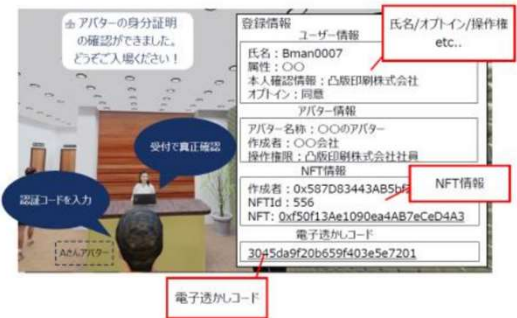 アバターの身分証明
の確認ができました。
どうぞご入場ください！
受付で真正確認
認証コードを入力
Aさんアバター
登録情報
ユーザー情報
氏名：Bman0007
属性：〇〇
本人確認情報：凸版印刷株式会社
オプトイン：同意
アバター情報
アバター名称：〇〇のアバター
作成者：〇〇会社
操作権限：凸版印刷株式会社社員
NFT情報
作成者：0x587D83443AB5bf
NFTId：556
NFT: 0xf50f13Ae1090ea4AB7eCeD4A3
電子透かしコード
3045da9f20b659f403e5e7201
氏名/オプトイン/操作権
etc..
NFT情報
電子透かしコード